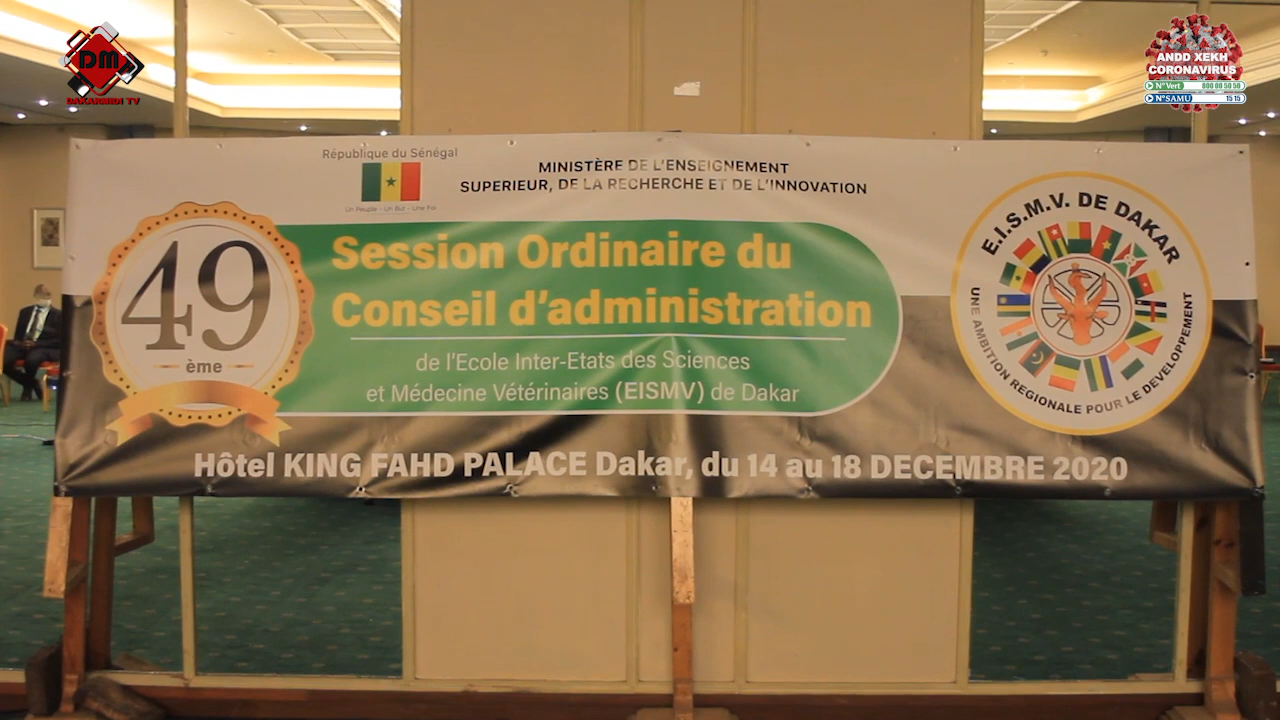 DM
DAKARMIDI TV
ANDD XEKH
CORONAVIRUS
N° Vert 800 00 50 50
N° SAMU 15 15
République du Sénégal
Un Peuple - Un But - Une Foi
MINISTÈRE DE L'ENSEIGNEMENT
SUPERIEUR, DE LA RECHERCHE ET DE L'INNOVATION
49
ème
Session Ordinaire du
Conseil d'administration
de l'Ecole Inter-Etats des Sciences
et Médecine Vétérinaires (EISMV) de Dakar
E.I.S.M.V. DE DAKAR
UNE AMBITION REGIONALE POUR LE DEVELOPPEMENT
Hôtel KING FAHD PALACE Dakar, du 14 au 18 DECEMBRE 2020